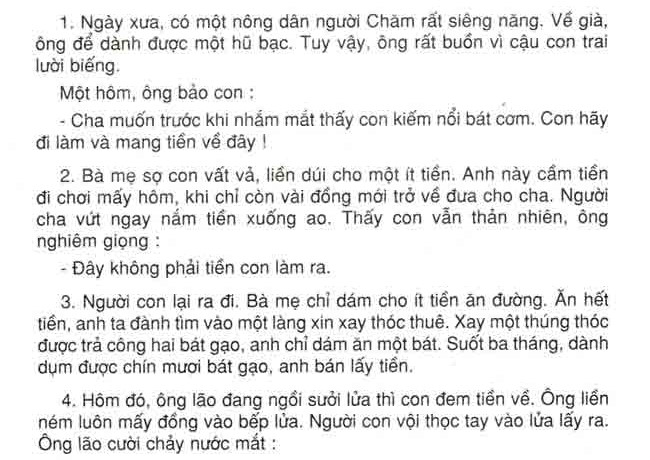 1. Ngày xưa, có một nông dân người Chăm rất siêng năng. Về già,
ông để dành được một hũ bạc. Tuy vậy, ông rất buồn vì cậu con trai
lười biếng.
Một hôm, ông bảo con :
- Cha muốn trước khi nhắm mắt thấy con kiếm nổi bát cơm. Con hãy
đi làm và mang tiền về đây !
2. Bà mẹ sợ con vất vả, liền dúi cho một ít tiền. Anh này cầm tiền
đi chơi mấy hôm, khi chỉ còn vài đồng mới trở về đưa cho cha. Người
cha vứt ngay nắm tiền xuống ao. Thấy con vẫn thản nhiên, ông
nghiêm giọng :
- Đây không phải tiền con làm ra.
3. Người con lại ra đi. Bà mẹ chỉ dám cho ít tiền ăn đường. Ăn hết
tiền, anh ta đành tìm vào một làng xin xay thóc thuê. Xay một thúng thóc
được trả công hai bát gạo, anh chỉ dám ăn một bát. Suốt ba tháng, dành
dụm được chín mươi bát gạo, anh bán lấy tiền.
4. Hôm đó, ông lão đang ngồi sưởi lửa thì con đem tiền về. Ông liền
ném luôn mấy đồng vào bếp lửa. Người con vội thọc tay vào lửa lấy ra.
Ông lão cười chảy nước mắt :